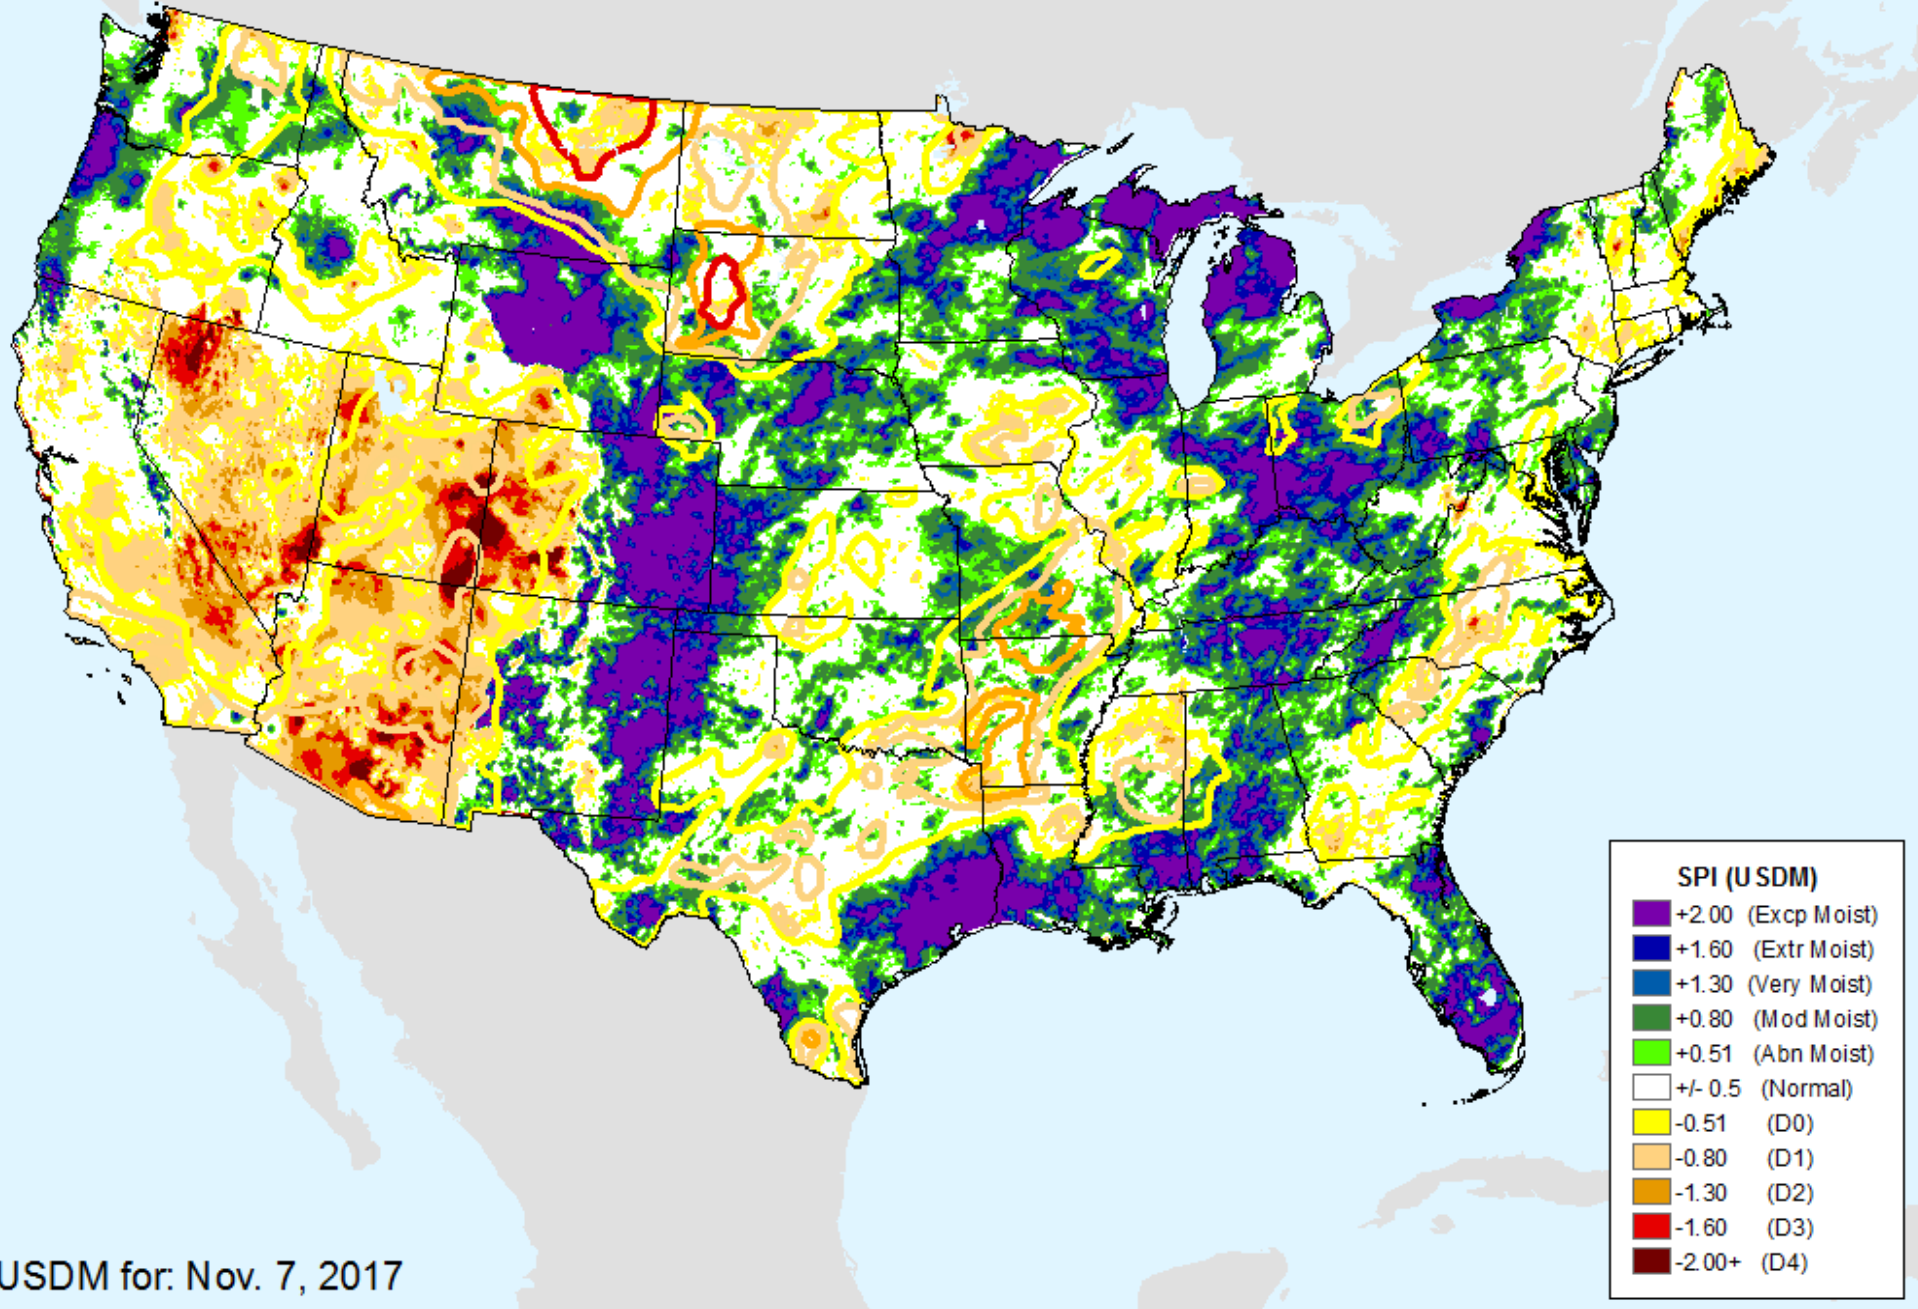 SPI (USDM)
+2.00 (Excp Moist)
+1.60 (Extr Moist)
+1.30 (Very Moist)
+0.80 (Mod Moist)
+0.51 (Abn Moist)
+/- 0.5 (Normal)
-0.51 (D0)
-0.80 (D1)
-1.30 (D2)
-1.60 (D3)
-2.00+ (D4)
USDM for: Nov. 7, 2017